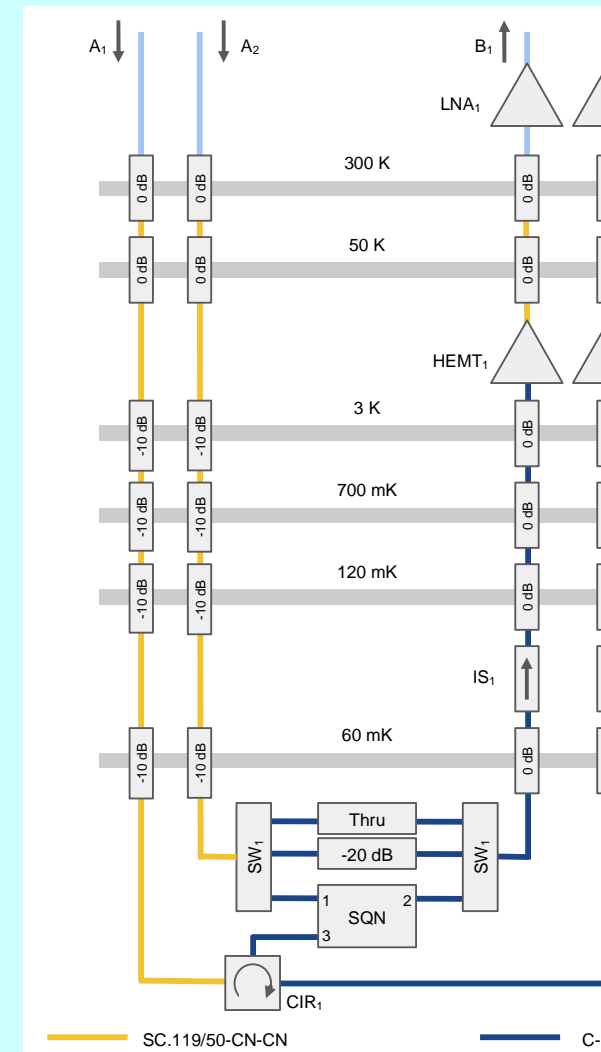 A1 A2 B1
LNA1
300 K
0 dB 0 dB 0 dB
50 K
0 dB 0 dB 0 dB
HEMT1
3 K
-10 dB -10 dB 0 dB
700 mK
-10 dB -10 dB 0 dB
120 mK
-10 dB -10 dB 0 dB
IS1
60 mK
-10 dB -10 dB 0 dB
SW1 Thru SW1
-20 dB
1 SQN 2
3
CIR1
SC.119/50-CN-CN C-